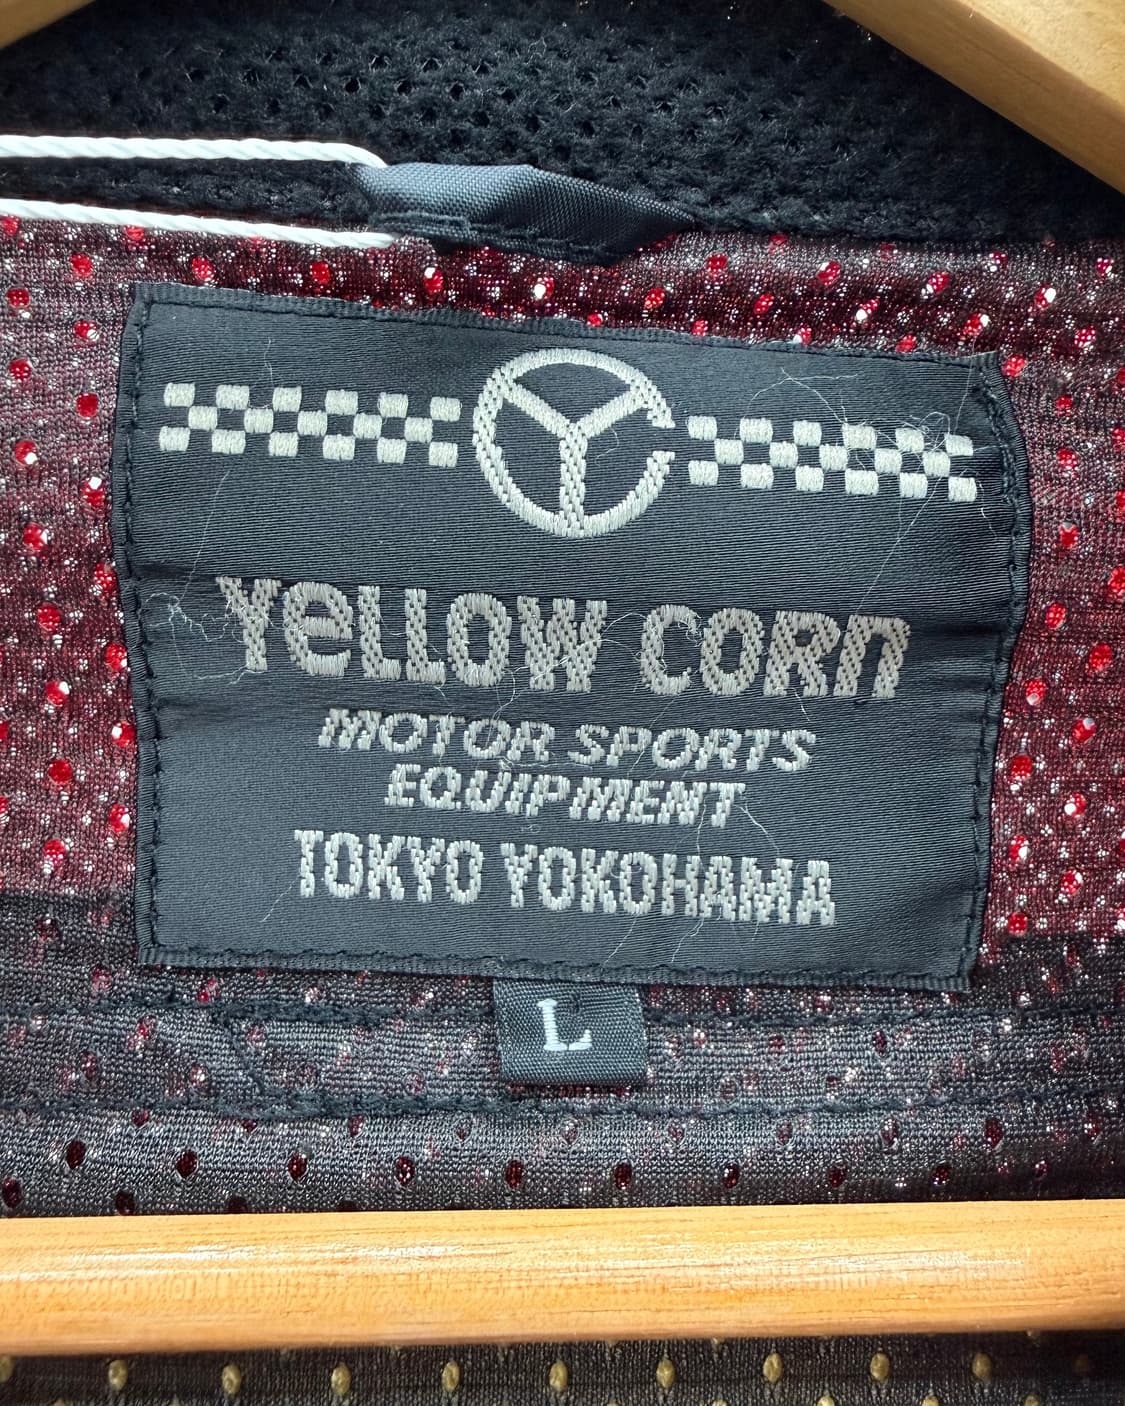 YeLLOW CORn
MOTOR SPORTS
EQUIPMENT
TOKYO YOKOHAMA
L